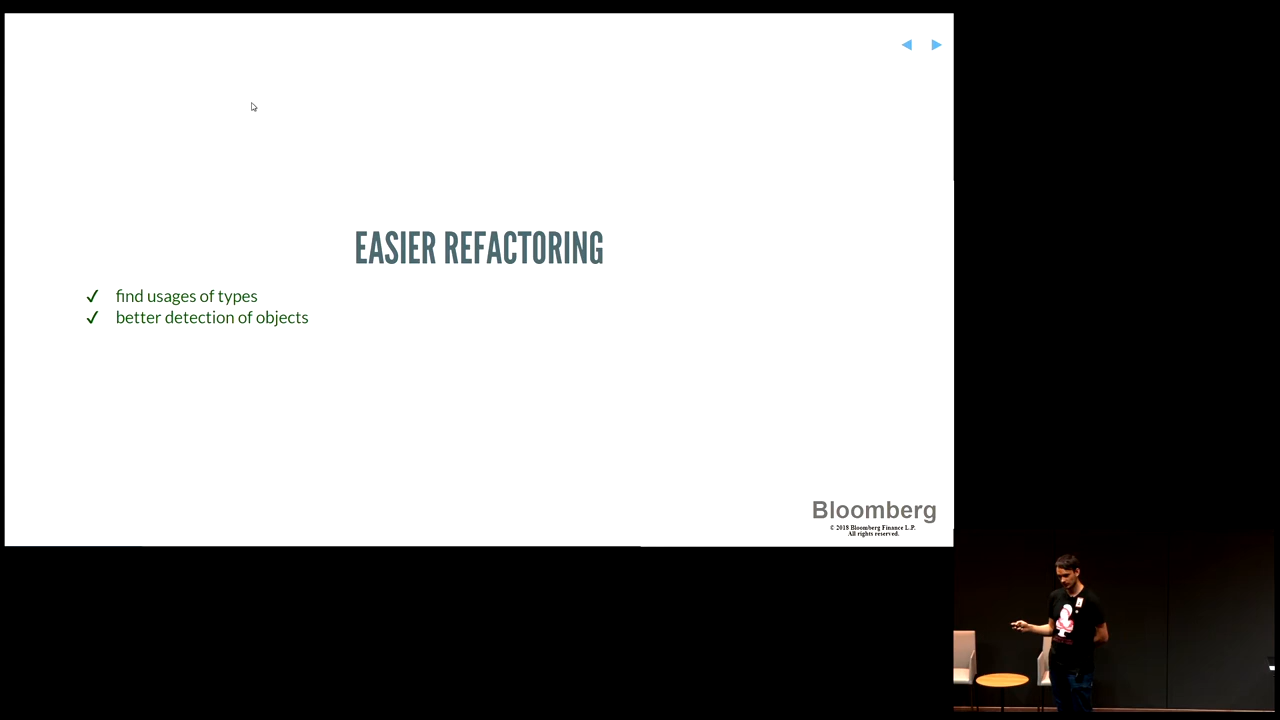 EASIER REFACTORING
✓ find usages of types
✓ better detection of objects
Bloomberg
© 2018 Bloomberg Finance L.P.
All rights reserved.